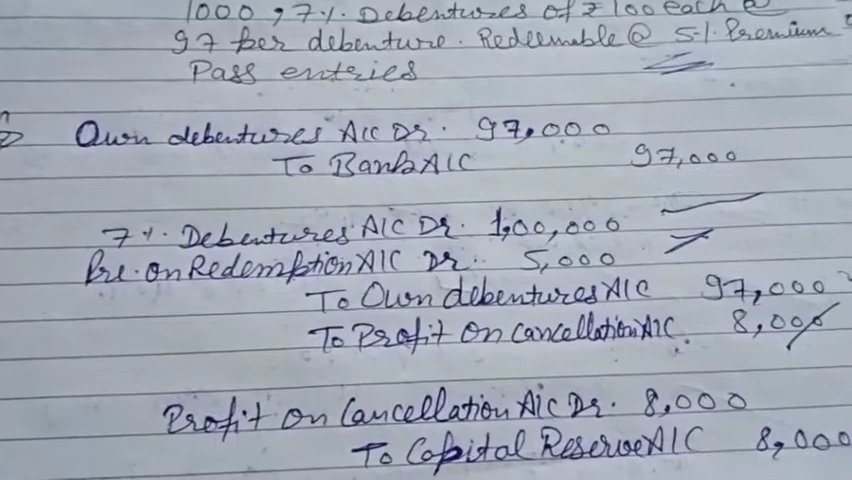 1000, 7% Debentures of ₹100 each @
97 per debenture. Redeemable @ 5% Premium
Pass entries
Own debentures A/C Dr. 97,000
To Bank A/C 97,000
7% Debentures A/C Dr. 1,00,000
Pre. on Redemption A/C Dr. 5,000
To Own debentures A/C 97,000
To Profit on Cancellation A/C. 8,000
Profit on Cancellation A/C Dr. 8,000
To Capital Reserve A/C 8,000